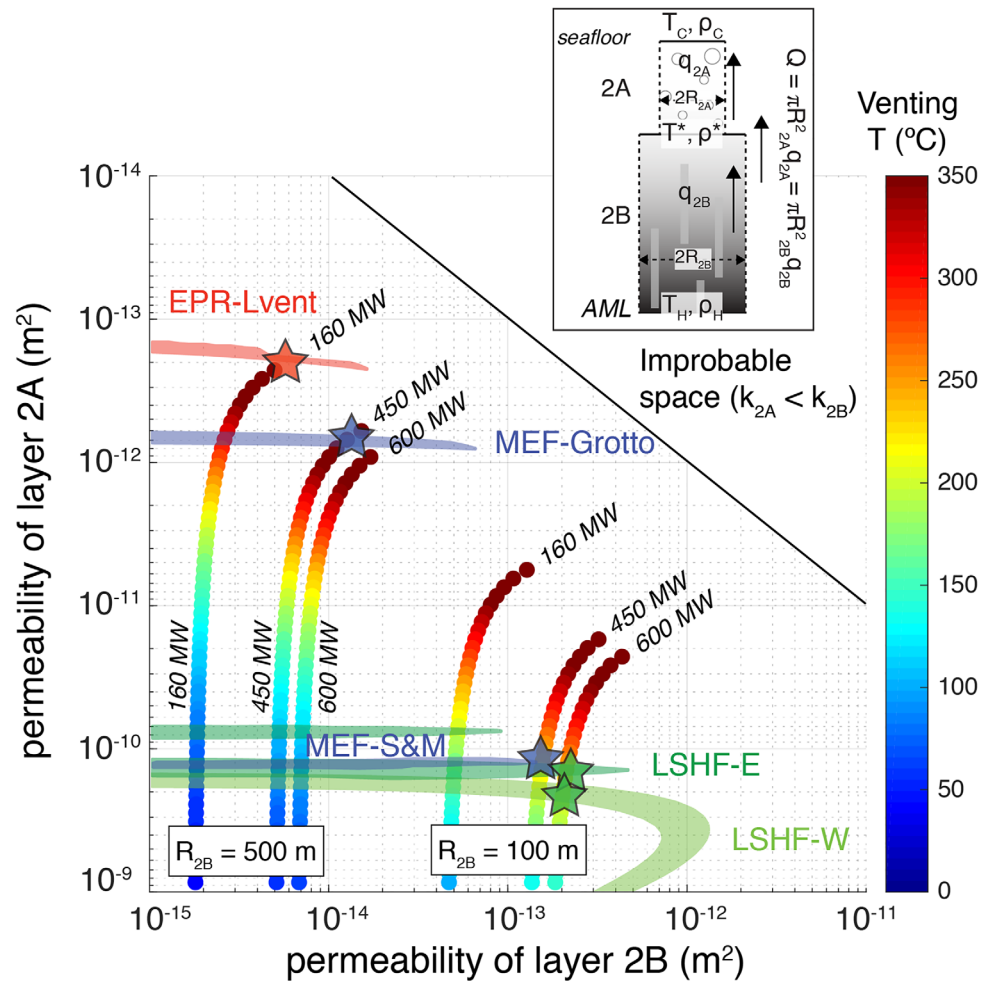 T_C, ρ_C
seafloor
q_2A
2A
2R_2A
T*, ρ*
q_2B
2B
2R_2B
AML
T_H, ρ_H
Q = πR²_2A q_2A = πR²_2B q_2B
Venting
T (ºC)
350
300
250
200
150
100
50
0
Improbable
space (k_2A < k_2B)
permeability of layer 2A (m²)
10⁻¹⁴
10⁻¹³
10⁻¹²
10⁻¹¹
10⁻¹⁰
10⁻⁹
EPR-Lvent
160 MW
450 MW
600 MW
MEF-Grotto
160 MW
450 MW
600 MW
160 MW
450 MW
600 MW
MEF-S&M
LSHF-E
LSHF-W
R_2B = 500 m
R_2B = 100 m
10⁻¹⁵
10⁻¹⁴
10⁻¹³
10⁻¹²
10⁻¹¹
permeability of layer 2B (m²)